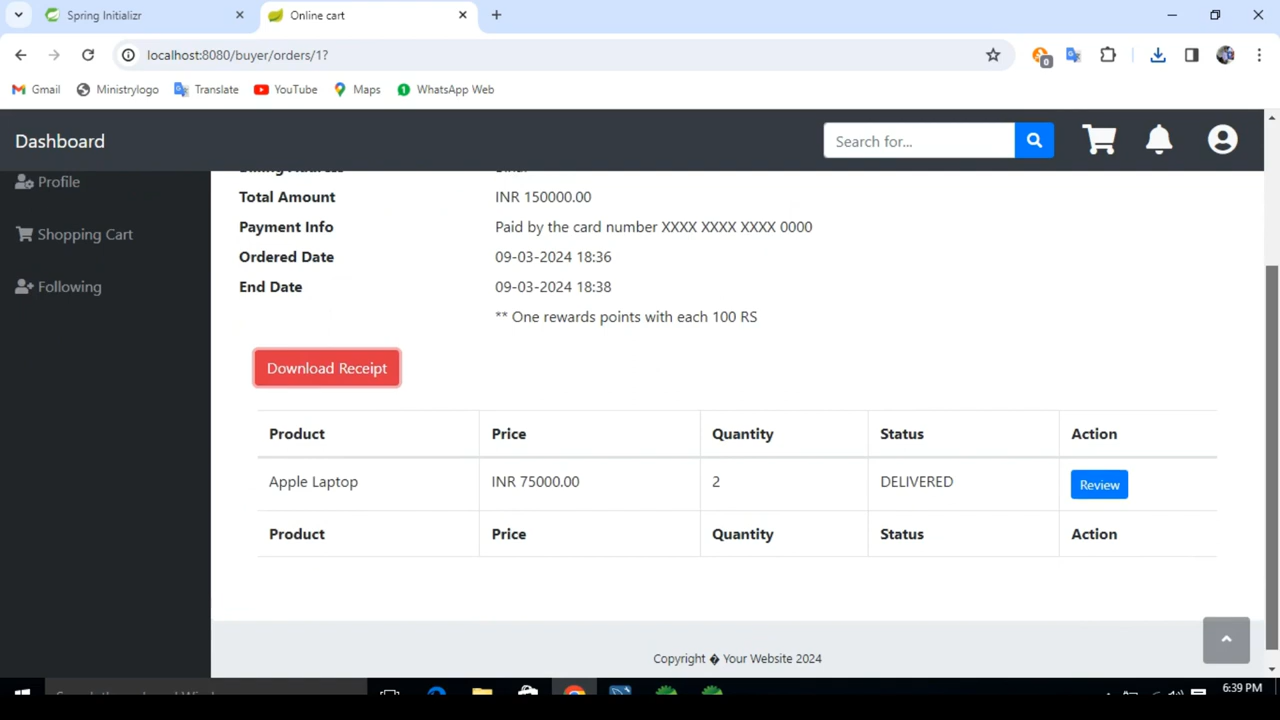 Spring Initializr
Online cart
localhost:8080/buyer/orders/1?
0
Gmail
Ministrylogo
Translate
YouTube
Maps
1
WhatsApp Web
Dashboard
Search for...
Profile
Shopping Cart
Following
Total Amount INR 150000.00
Payment Info Paid by the card number XXXX XXXX XXXX 0000
Ordered Date 09-03-2024 18:36
End Date 09-03-2024 18:38
** One rewards points with each 100 RS
Download Receipt
Product Price Quantity Status Action
Apple Laptop INR 75000.00 2 DELIVERED Review
Product Price Quantity Status Action
Copyright � Your Website 2024
6:39 PM